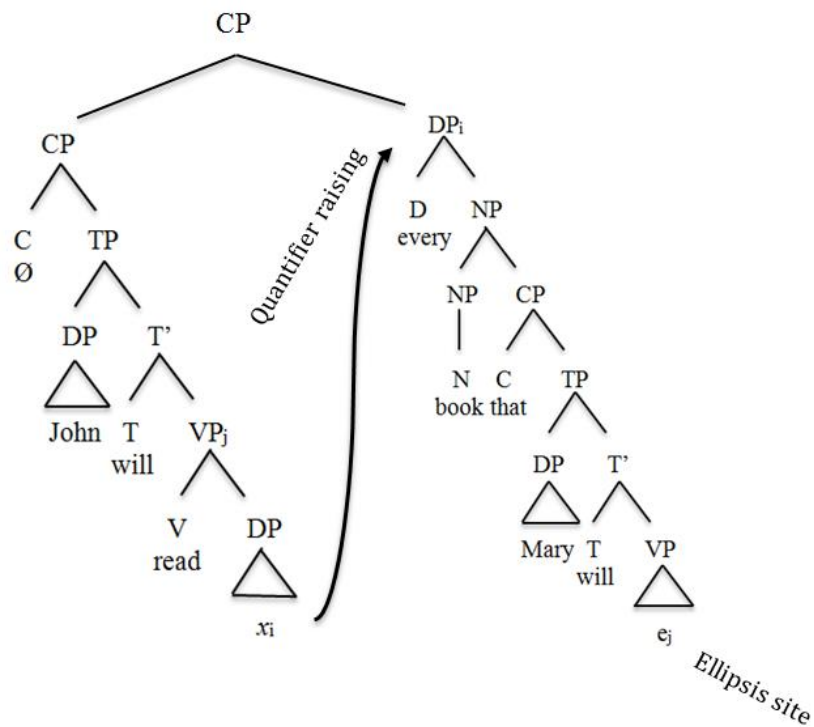 CP
CP
DPi
C
Ø
TP
D
every
NP
DP
T’
NP
CP
John
T
will
VPj
N
book
C
that
TP
V
read
DP
DP
T’
xi
Mary
T
will
VP
ej
Quantifier raising
Ellipsis site